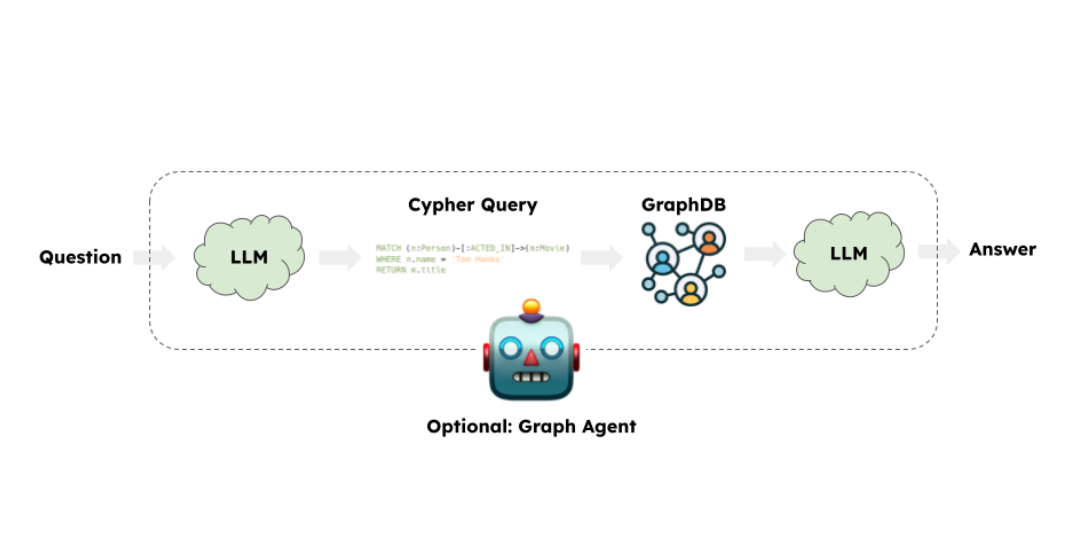 Cypher Query
GraphDB
Question
LLM
MATCH (n:Person)-[:ACTED_IN]->(m:Movie)
WHERE n.name = 'Tom Hanks'
RETURN m.title
LLM
Answer
Optional: Graph Agent